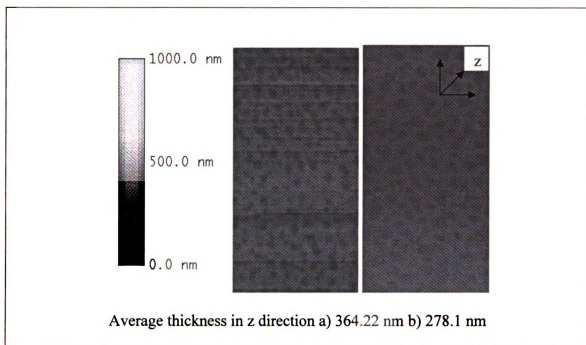 1000.0 nm
500.0 nm
0.0 nm
z
Average thickness in z direction a) 364.22 nm b) 278.1 nm